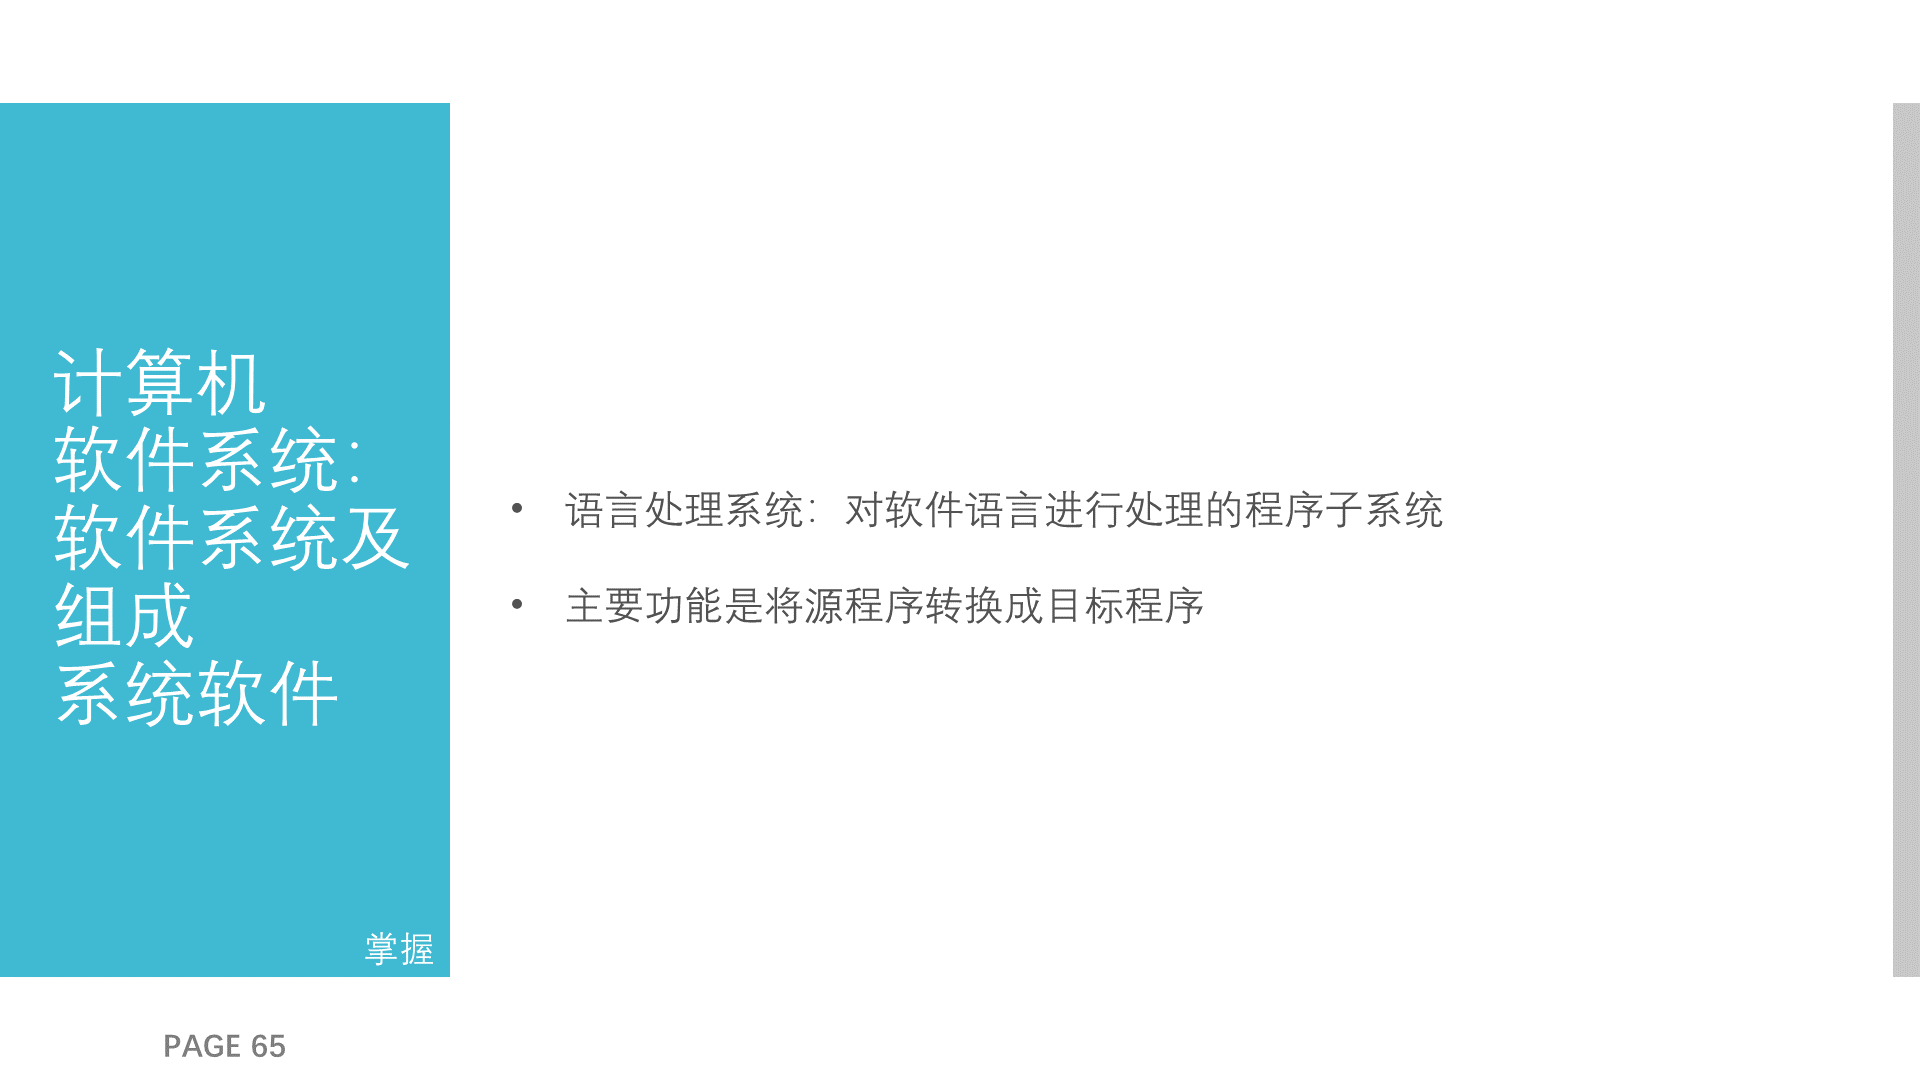 计算机
软件系统：
软件系统及
组成
系统软件
掌握
• 语言处理系统：对软件语言进行处理的程序子系统
• 主要功能是将源程序转换成目标程序
PAGE 65